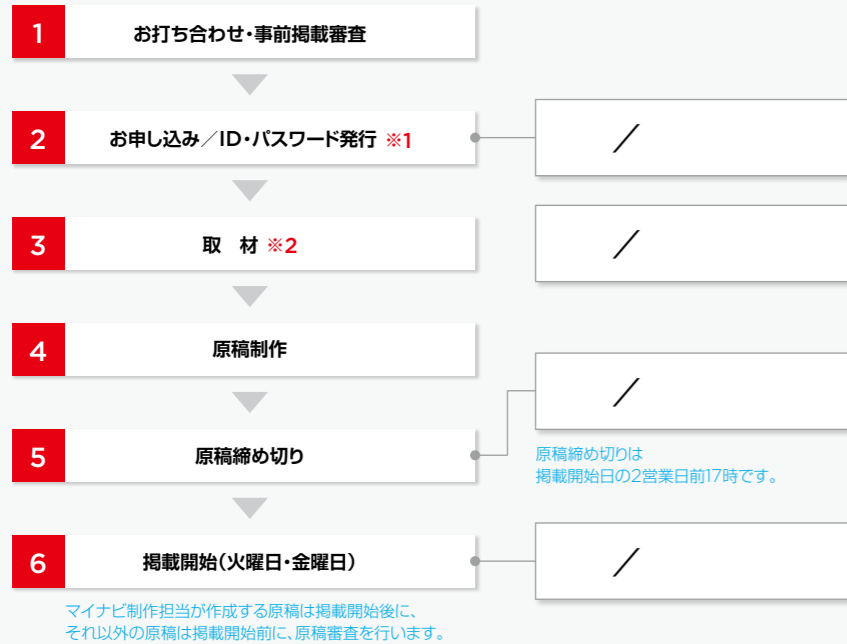 1 お打ち合わせ・事前掲載審査
2 お申し込み／ID・パスワード発行 ※1
／
3 取　材 ※2
／
4 原稿制作
／
5 原稿締め切り
原稿締め切りは
掲載開始日の2営業日前17時です。
6 掲載開始(火曜日・金曜日)
／
マイナビ制作担当が作成する原稿は掲載開始後に、
それ以外の原稿は掲載開始前に、原稿審査を行います。